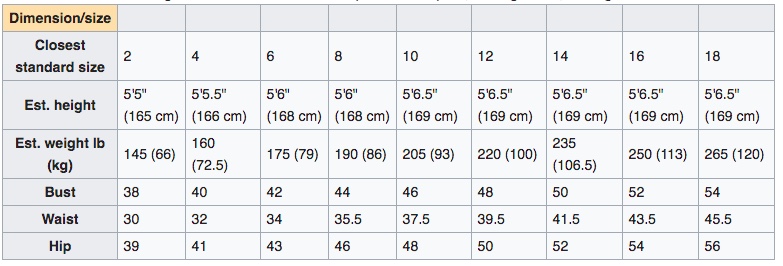 Dimension/size
Closest standard size 2 4 6 8 10 12 14 16 18
Est. height 5'5" (165 cm) 5'5.5" (166 cm) 5'6" (168 cm) 5'6" (168 cm) 5'6.5" (169 cm) 5'6.5" (169 cm) 5'6.5" (169 cm) 5'6.5" (169 cm) 5'6.5" (169 cm)
Est. weight lb (kg) 145 (66) 160 (72.5) 175 (79) 190 (86) 205 (93) 220 (100) 235 (106.5) 250 (113) 265 (120)
Bust 38 40 42 44 46 48 50 52 54
Waist 30 32 34 35.5 37.5 39.5 41.5 43.5 45.5
Hip 39 41 43 46 48 50 52 54 56